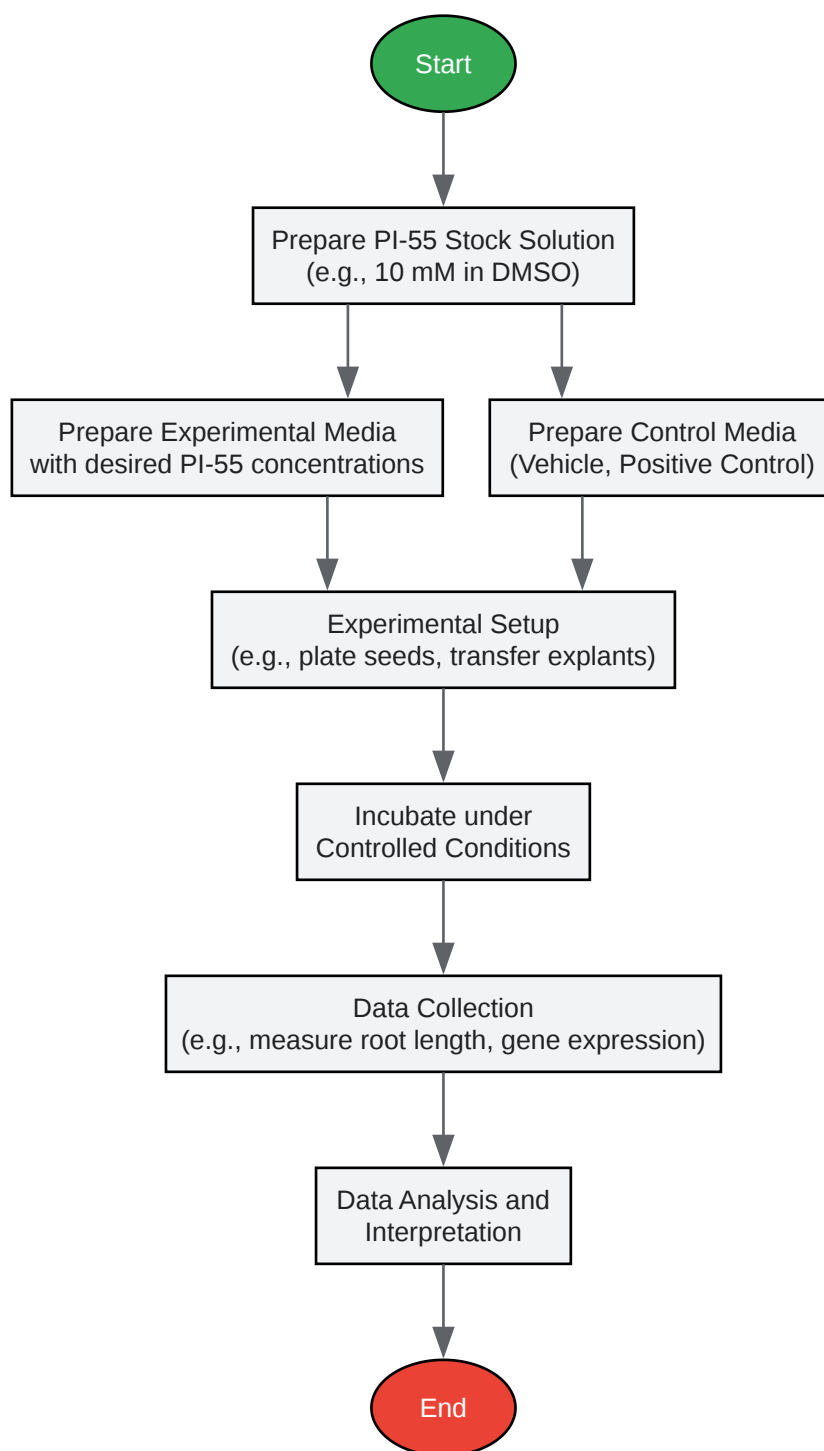 Start
Prepare PI-55 Stock Solution
(e.g., 10 mM in DMSO)
Prepare Experimental Media
with desired PI-55 concentrations
Prepare Control Media
(Vehicle, Positive Control)
Experimental Setup
(e.g., plate seeds, transfer explants)
Incubate under
Controlled Conditions
Data Collection
(e.g., measure root length, gene expression)
Data Analysis and
Interpretation
End